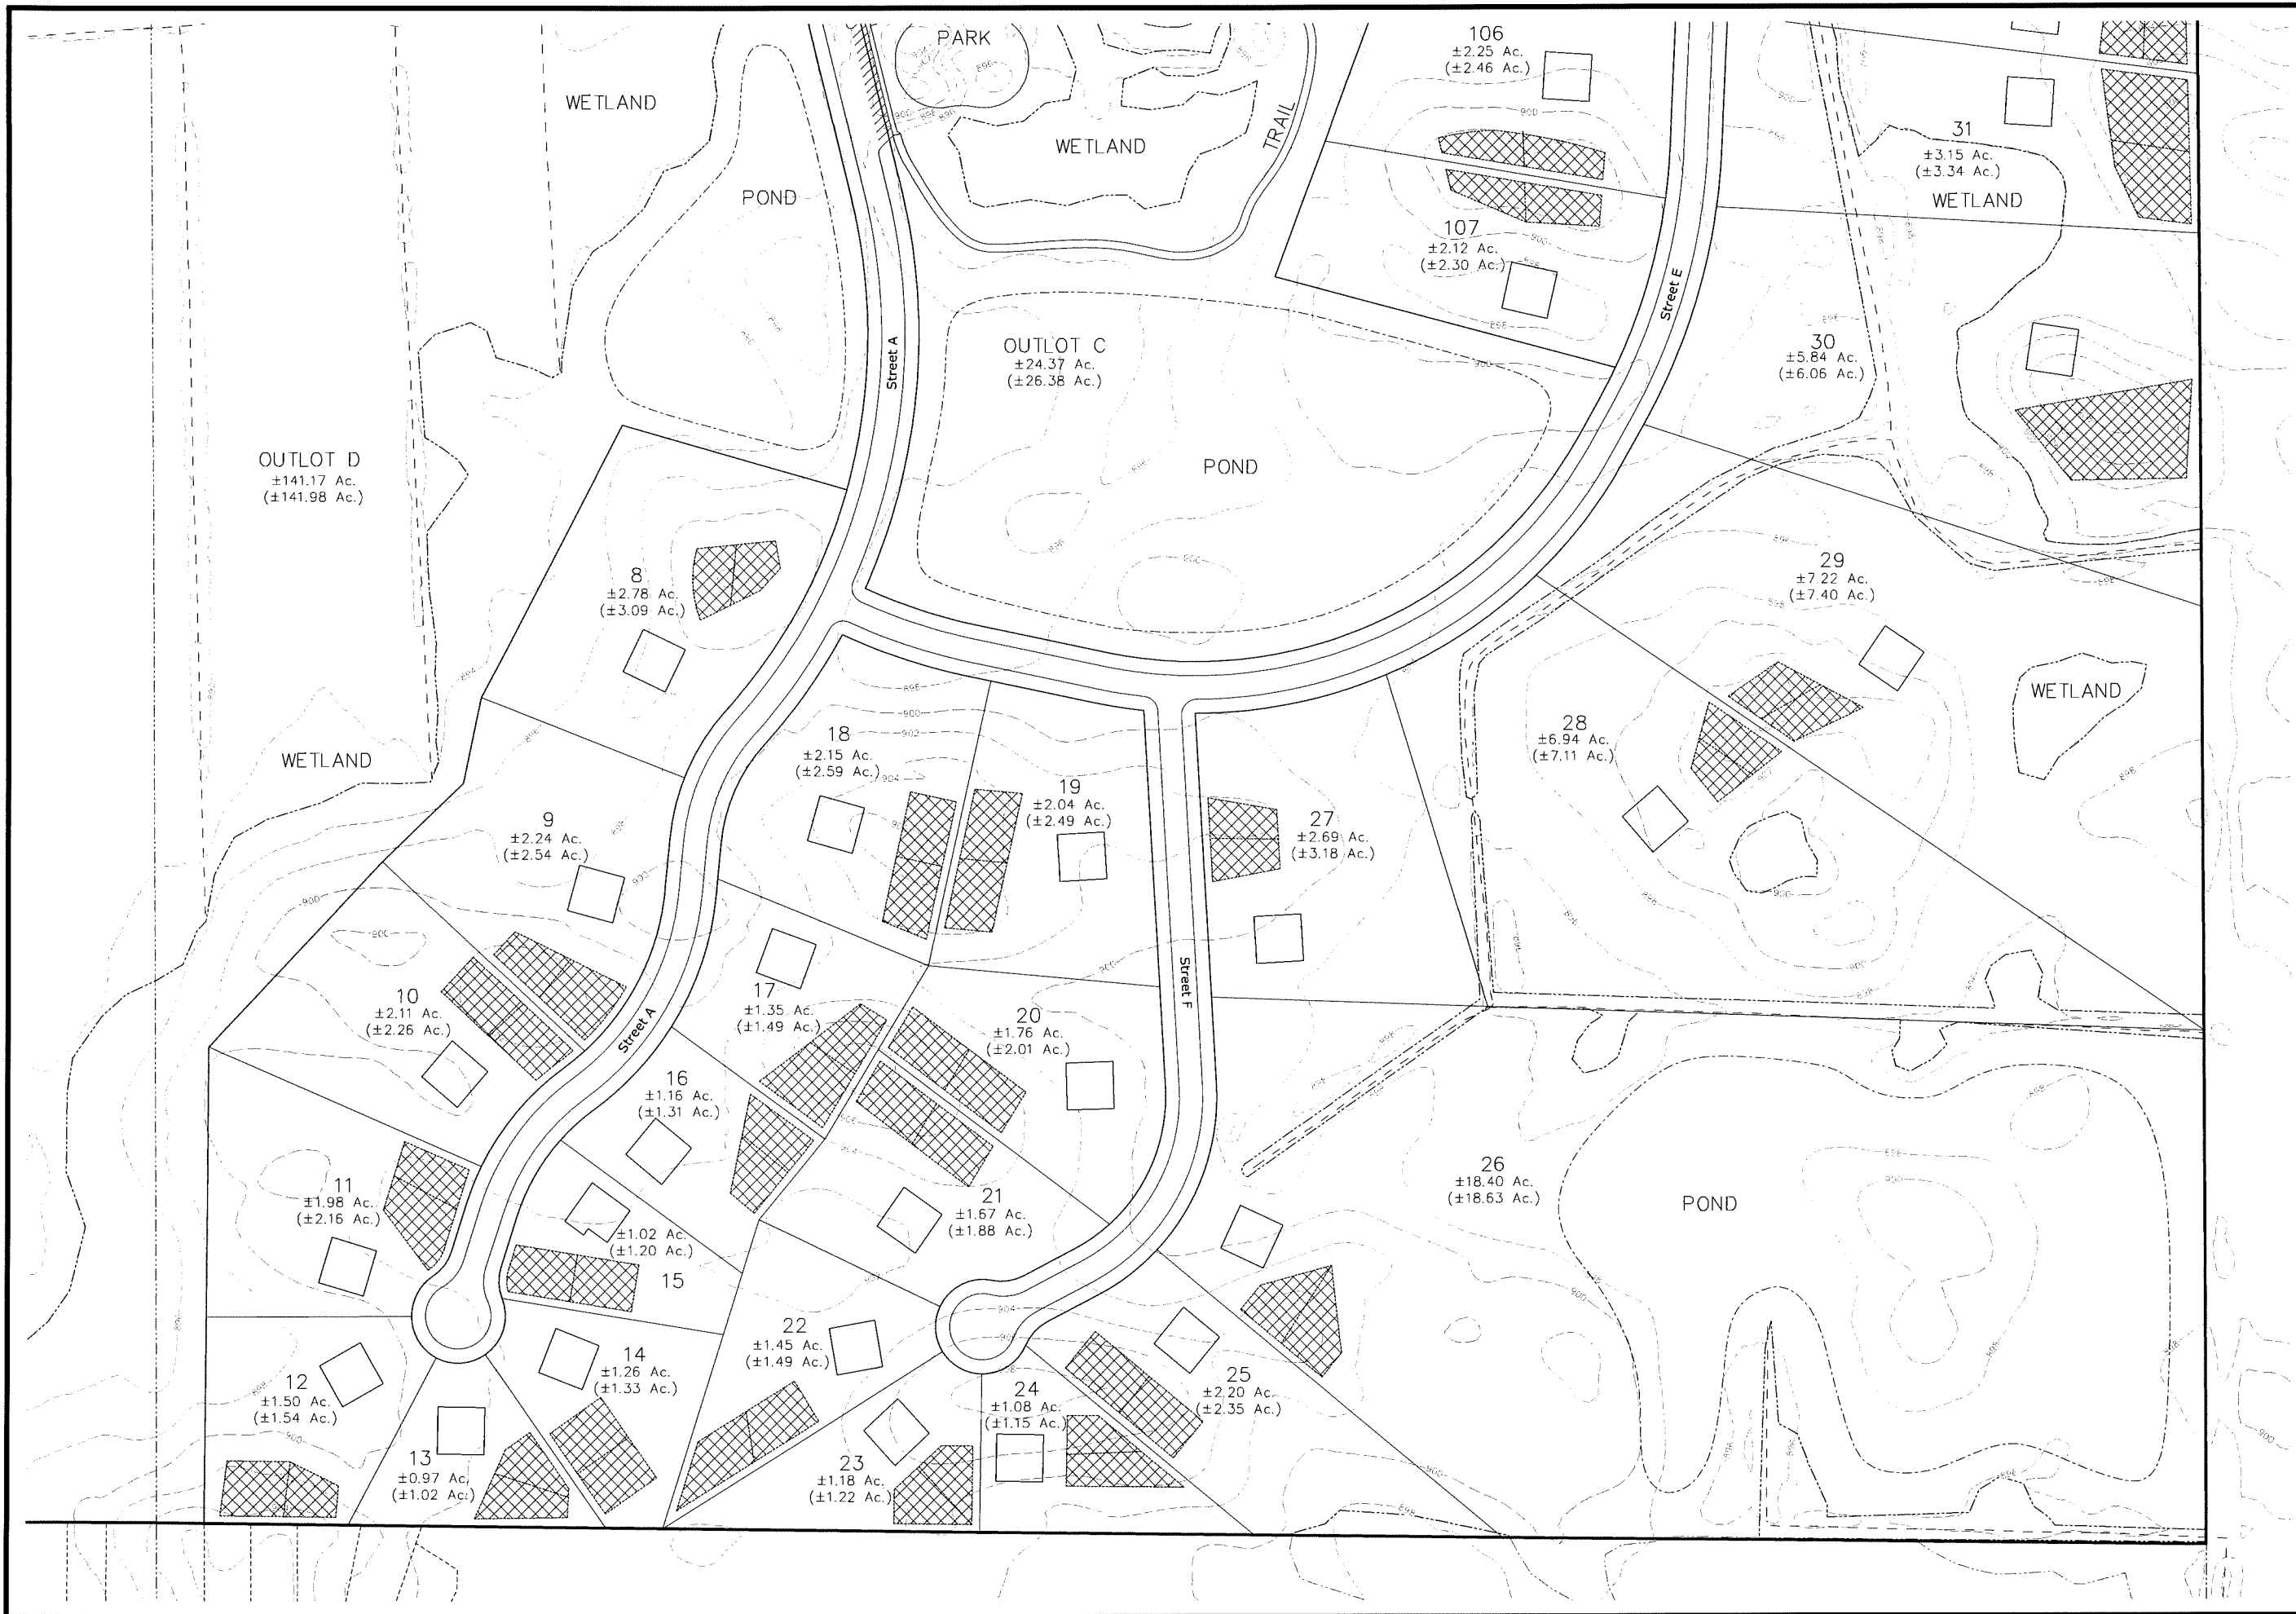 PARK
WETLAND
WETLAND
POND
TRAIL
106
±2.25 Ac.
(±2.46 Ac.)
107
±2.12 Ac.
(±2.30 Ac.)
31
±3.15 Ac.
(±3.34 Ac.)
WETLAND
Street A
Street E
OUTLOT C
±24.37 Ac.
(±26.38 Ac.)
30
±5.84 Ac.
(±6.06 Ac.)
OUTLOT D
±141.17 Ac.
(±141.98 Ac.)
POND
8
±2.78 Ac.
(±3.09 Ac.)
29
±7.22 Ac.
(±7.40 Ac.)
WETLAND
WETLAND
18
±2.15 Ac.
(±2.59 Ac.)
28
±6.94 Ac.
(±7.11 Ac.)
19
±2.04 Ac.
(±2.49 Ac.)
9
±2.24 Ac.
(±2.54 Ac.)
27
±2.69 Ac.
(±3.18 Ac.)
Street F
10
±2.11 Ac.
(±2.26 Ac.)
17
±1.35 Ac.
(±1.49 Ac.)
Street A
20
±1.76 Ac.
(±2.01 Ac.)
16
±1.16 Ac.
(±1.31 Ac.)
11
±1.98 Ac.
(±2.16 Ac.)
21
±1.67 Ac.
(±1.88 Ac.)
26
±18.40 Ac.
(±18.63 Ac.)
POND
±1.02 Ac.
(±1.20 Ac.)
15
22
±1.45 Ac.
(±1.49 Ac.)
14
±1.26 Ac.
(±1.33 Ac.)
12
±1.50 Ac.
(±1.54 Ac.)
25
±2.20 Ac.
(±2.35 Ac.)
24
±1.08 Ac.
(±1.15 Ac.)
13
±0.97 Ac.
(±1.02 Ac.)
23
±1.18 Ac.
(±1.22 Ac.)
900
902
904
898